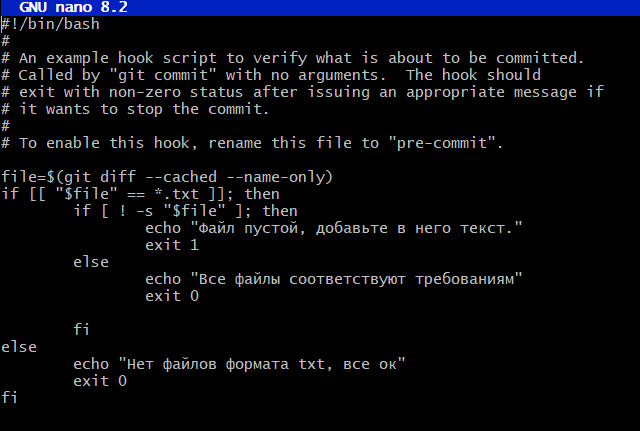 GNU nano 8.2
#!/bin/bash
#
# An example hook script to verify what is about to be committed.
# Called by "git commit" with no arguments.  The hook should
# exit with non-zero status after issuing an appropriate message if
# it wants to stop the commit.
#
# To enable this hook, rename this file to "pre-commit".

file=$(git diff --cached --name-only)
if [[ "$file" == *.txt ]]; then
        if [ ! -s "$file" ]; then
                echo "Файл пустой, добавьте в него текст."
                exit 1
        else
                echo "Все файлы соответствуют требованиям"
                exit 0

        fi
else
        echo "Нет файлов формата txt, все ок"
        exit 0
fi